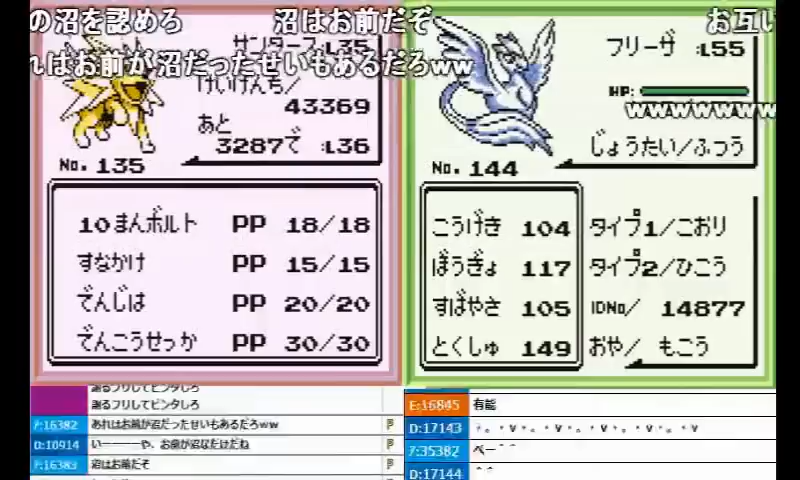 の沼を認めろ
沼はお前だぞ
お互い
れはお前が沼だったせいもあるだろww
wwwwwww
サンダース :L35
けいけんち/
43369
あと
3287で :L36
No. 135
10まんボルト PP 18/18
すなかけ PP 15/15
でんじは PP 20/20
でんこうせっか PP 30/30
フリーザー :L55
HP:
じょうたい/ふつう
No. 144
こうげき 104
ぼうぎょ 117
すばやさ 105
とくしゅ 149
タイプ1/こおり
タイプ2/ひこう
IDNo/ 14877
おや/ もこう
謝るフリしてビンタしろ
謝るフリしてビンタしろ
7:16382 あれはお前が沼だったせいもあるだろww
D:10914 いーーーーや、お前が沼なだけだね
7:16383 沼はお前だぞ
E:16845 有能
D:17143
7:35382 ぺー＾＾
D:17144 ＾＾